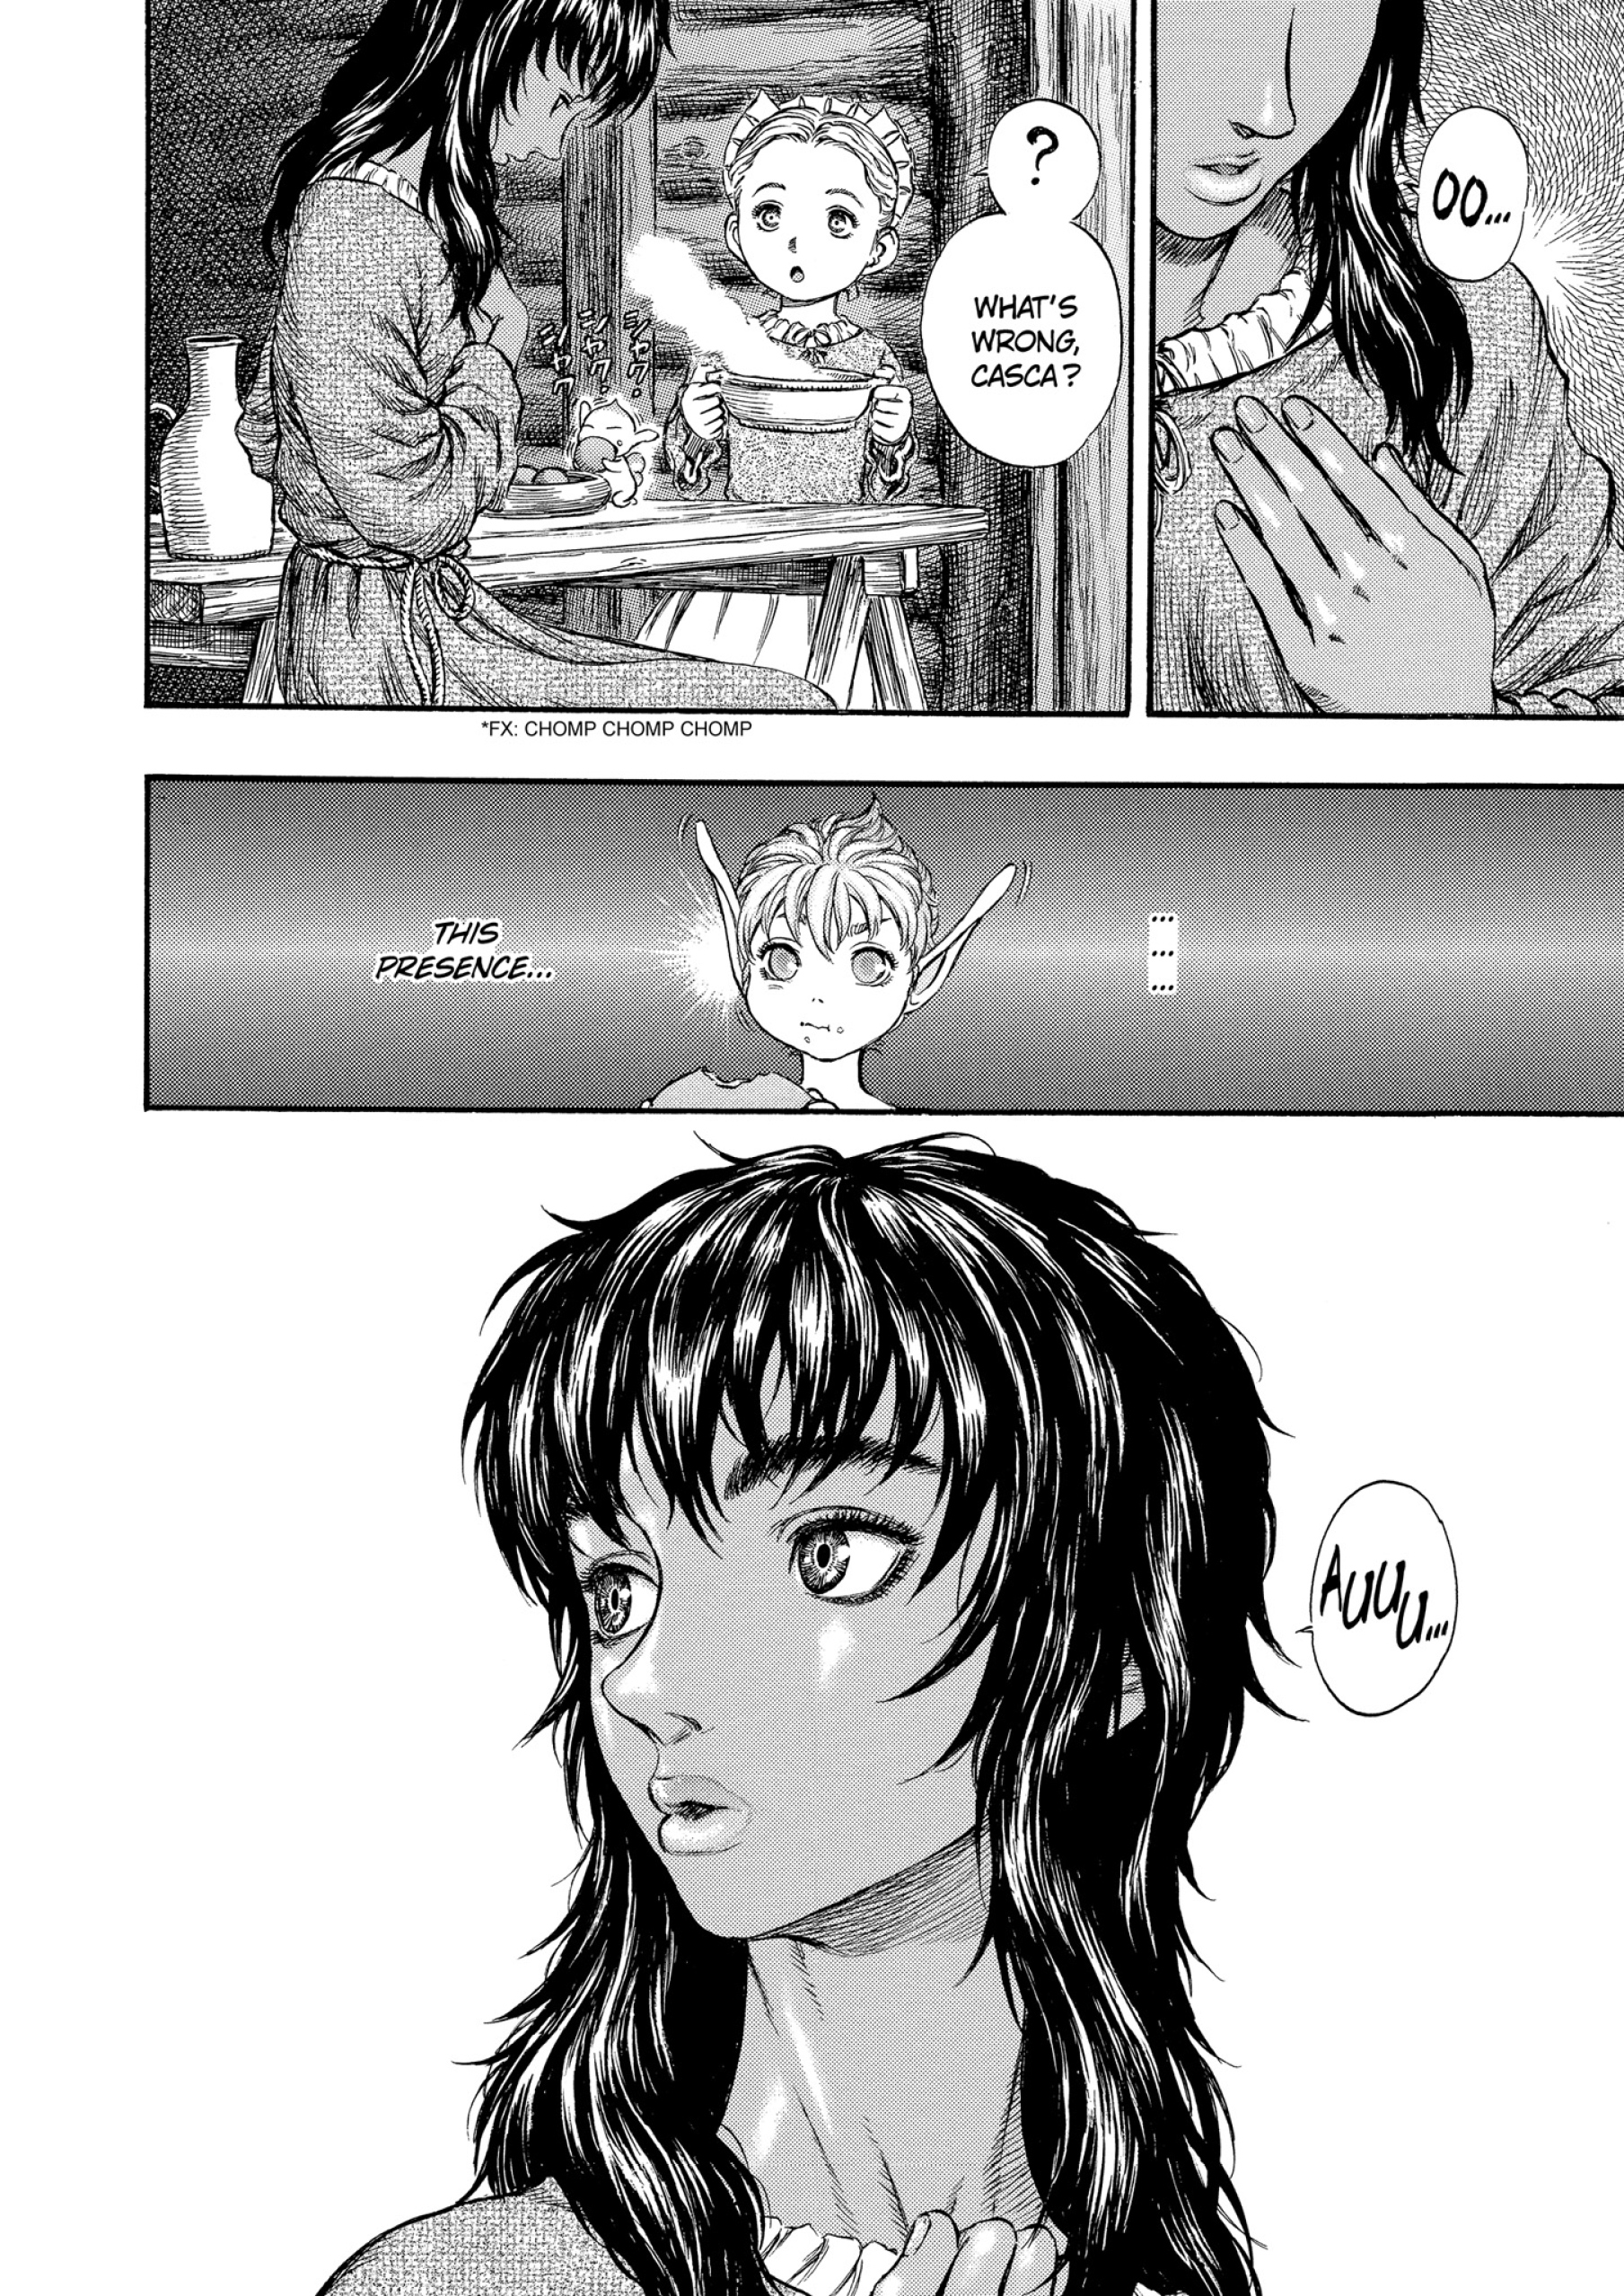 OO...
?
WHAT'S
WRONG,
CASCA?
シャク
シャク
シャク
*FX: CHOMP CHOMP CHOMP
...
...
...
THIS
PRESENCE...
AUUU...